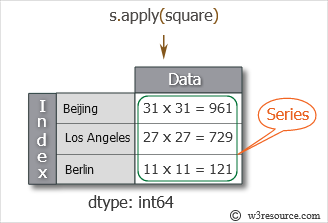 s.apply(square)
Data
Index
Beijing 31 x 31 = 961
Los Angeles 27 x 27 = 729
Berlin 11 x 11 = 121
Series
dtype: int64
© w3resource.com